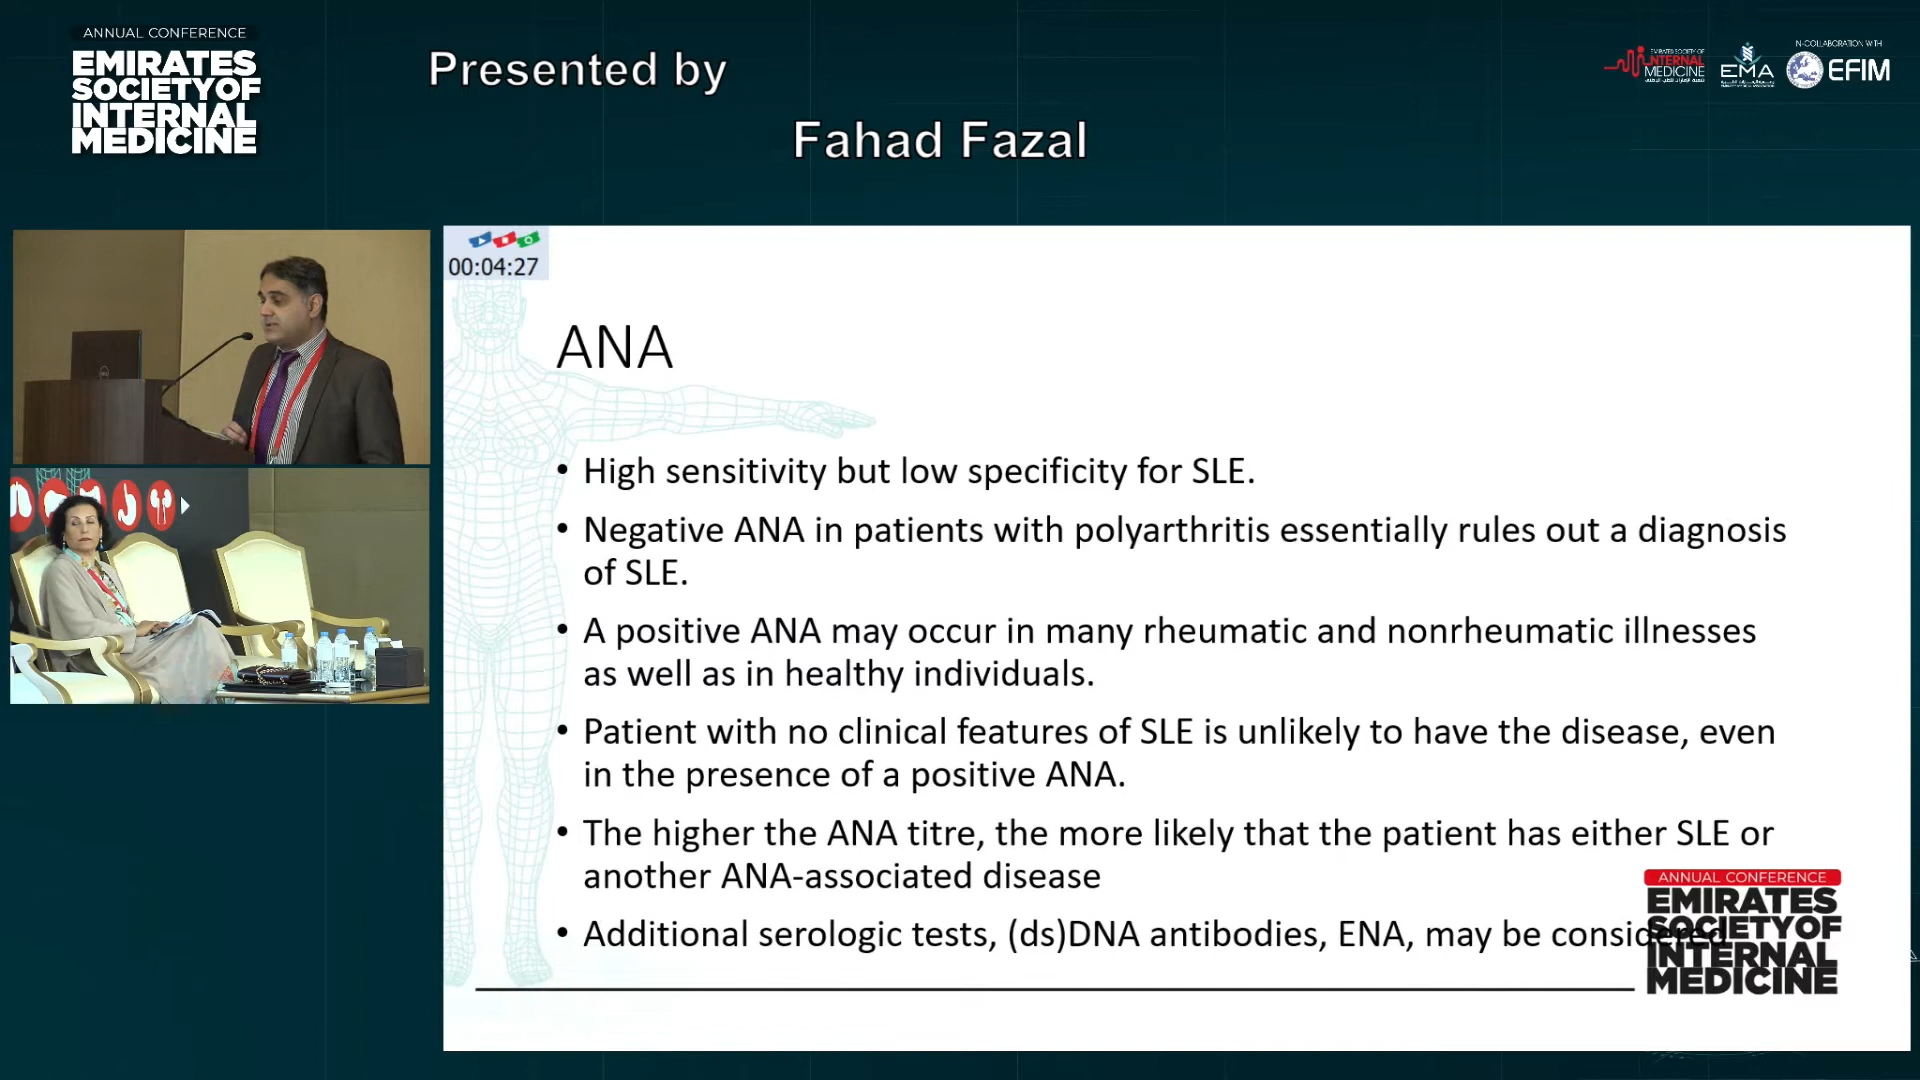 ANNUAL CONFERENCE
EMIRATES
SOCIETYOF
INTERNAL
MEDICINE
Presented by
Fahad Fazal
EMIRATES SOCIETY OF
INTERNAL
MEDICINE
EMA
IN-COLLABORATION WITH
EFIM
00:04:27
ANA
• High sensitivity but low specificity for SLE.
• Negative ANA in patients with polyarthritis essentially rules out a diagnosis
of SLE.
• A positive ANA may occur in many rheumatic and nonrheumatic illnesses
as well as in healthy individuals.
• Patient with no clinical features of SLE is unlikely to have the disease, even
in the presence of a positive ANA.
• The higher the ANA titre, the more likely that the patient has either SLE or
another ANA-associated disease
• Additional serologic tests, (ds)DNA antibodies, ENA, may be considered
ANNUAL CONFERENCE
EMIRATES
SOCIETYOF
INTERNAL
MEDICINE